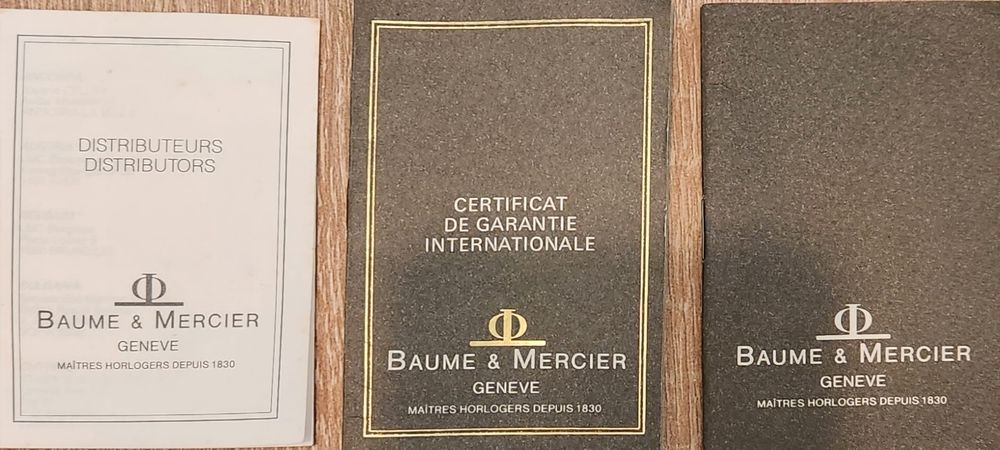 DISTRIBUTEURS
DISTRIBUTORS
BAUME & MERCIER
GENEVE
MAÎTRES HORLOGERS DEPUIS 1830
CERTIFICAT
DE GARANTIE
INTERNATIONALE
BAUME & MERCIER
GENEVE
MAÎTRES HORLOGERS DEPUIS 1830
BAUME & MERCIER
GENEVE
MAÎTRES HORLOGERS DEPUIS 1830